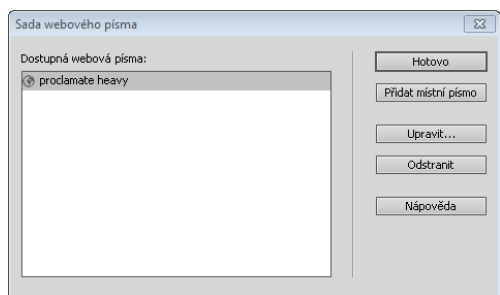 Sada webového písma
Dostupná webová písma:
proclamate heavy
Hotovo
Přidat místní písmo
Upravit...
Odstranit
Nápověda